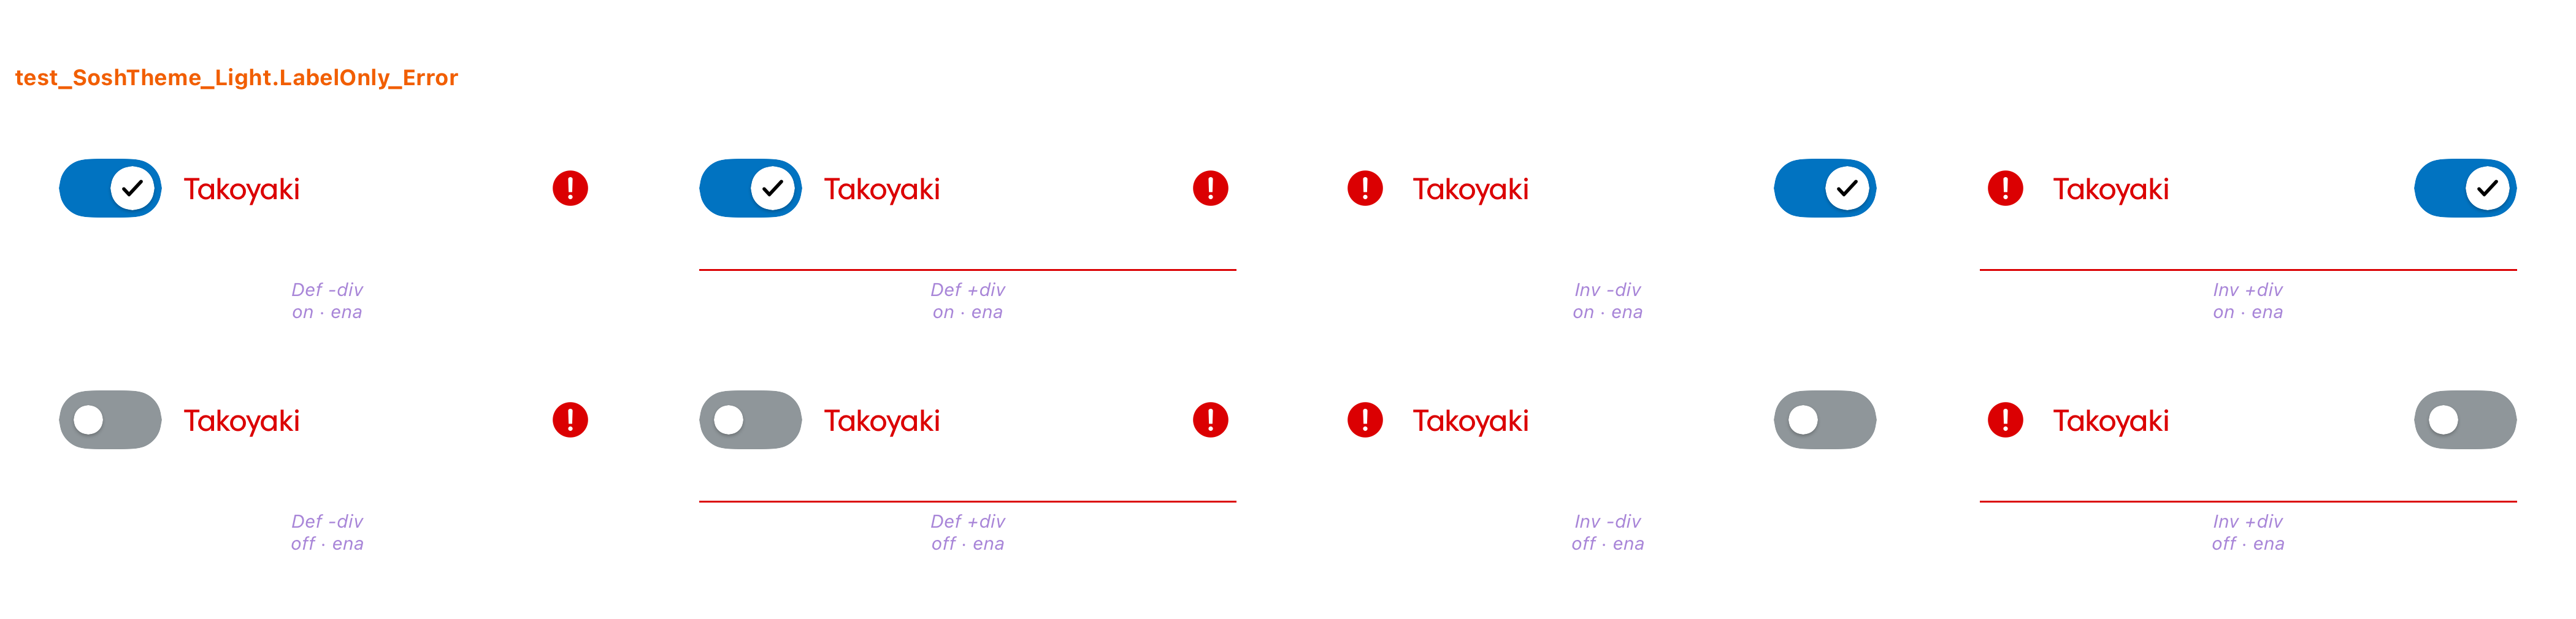 test_SoshTheme_Light.LabelOnly_Error
Takoyaki
Takoyaki
Takoyaki
Takoyaki
Def -div
on · ena
Def +div
on · ena
Inv -div
on · ena
Inv +div
on · ena
Takoyaki
Takoyaki
Takoyaki
Takoyaki
Def -div
off · ena
Def +div
off · ena
Inv -div
off · ena
Inv +div
off · ena